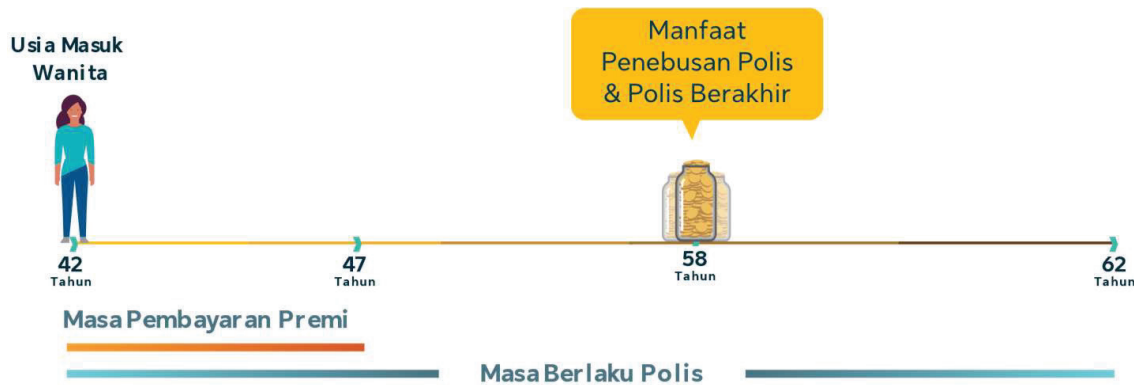 Usia Masuk
Wanita
Manfaat
Penebusan Polis
& Polis Berakhir
42
Tahun
47
Tahun
58
Tahun
62
Tahun
Masa Pembayaran Premi
Masa Berlaku Polis